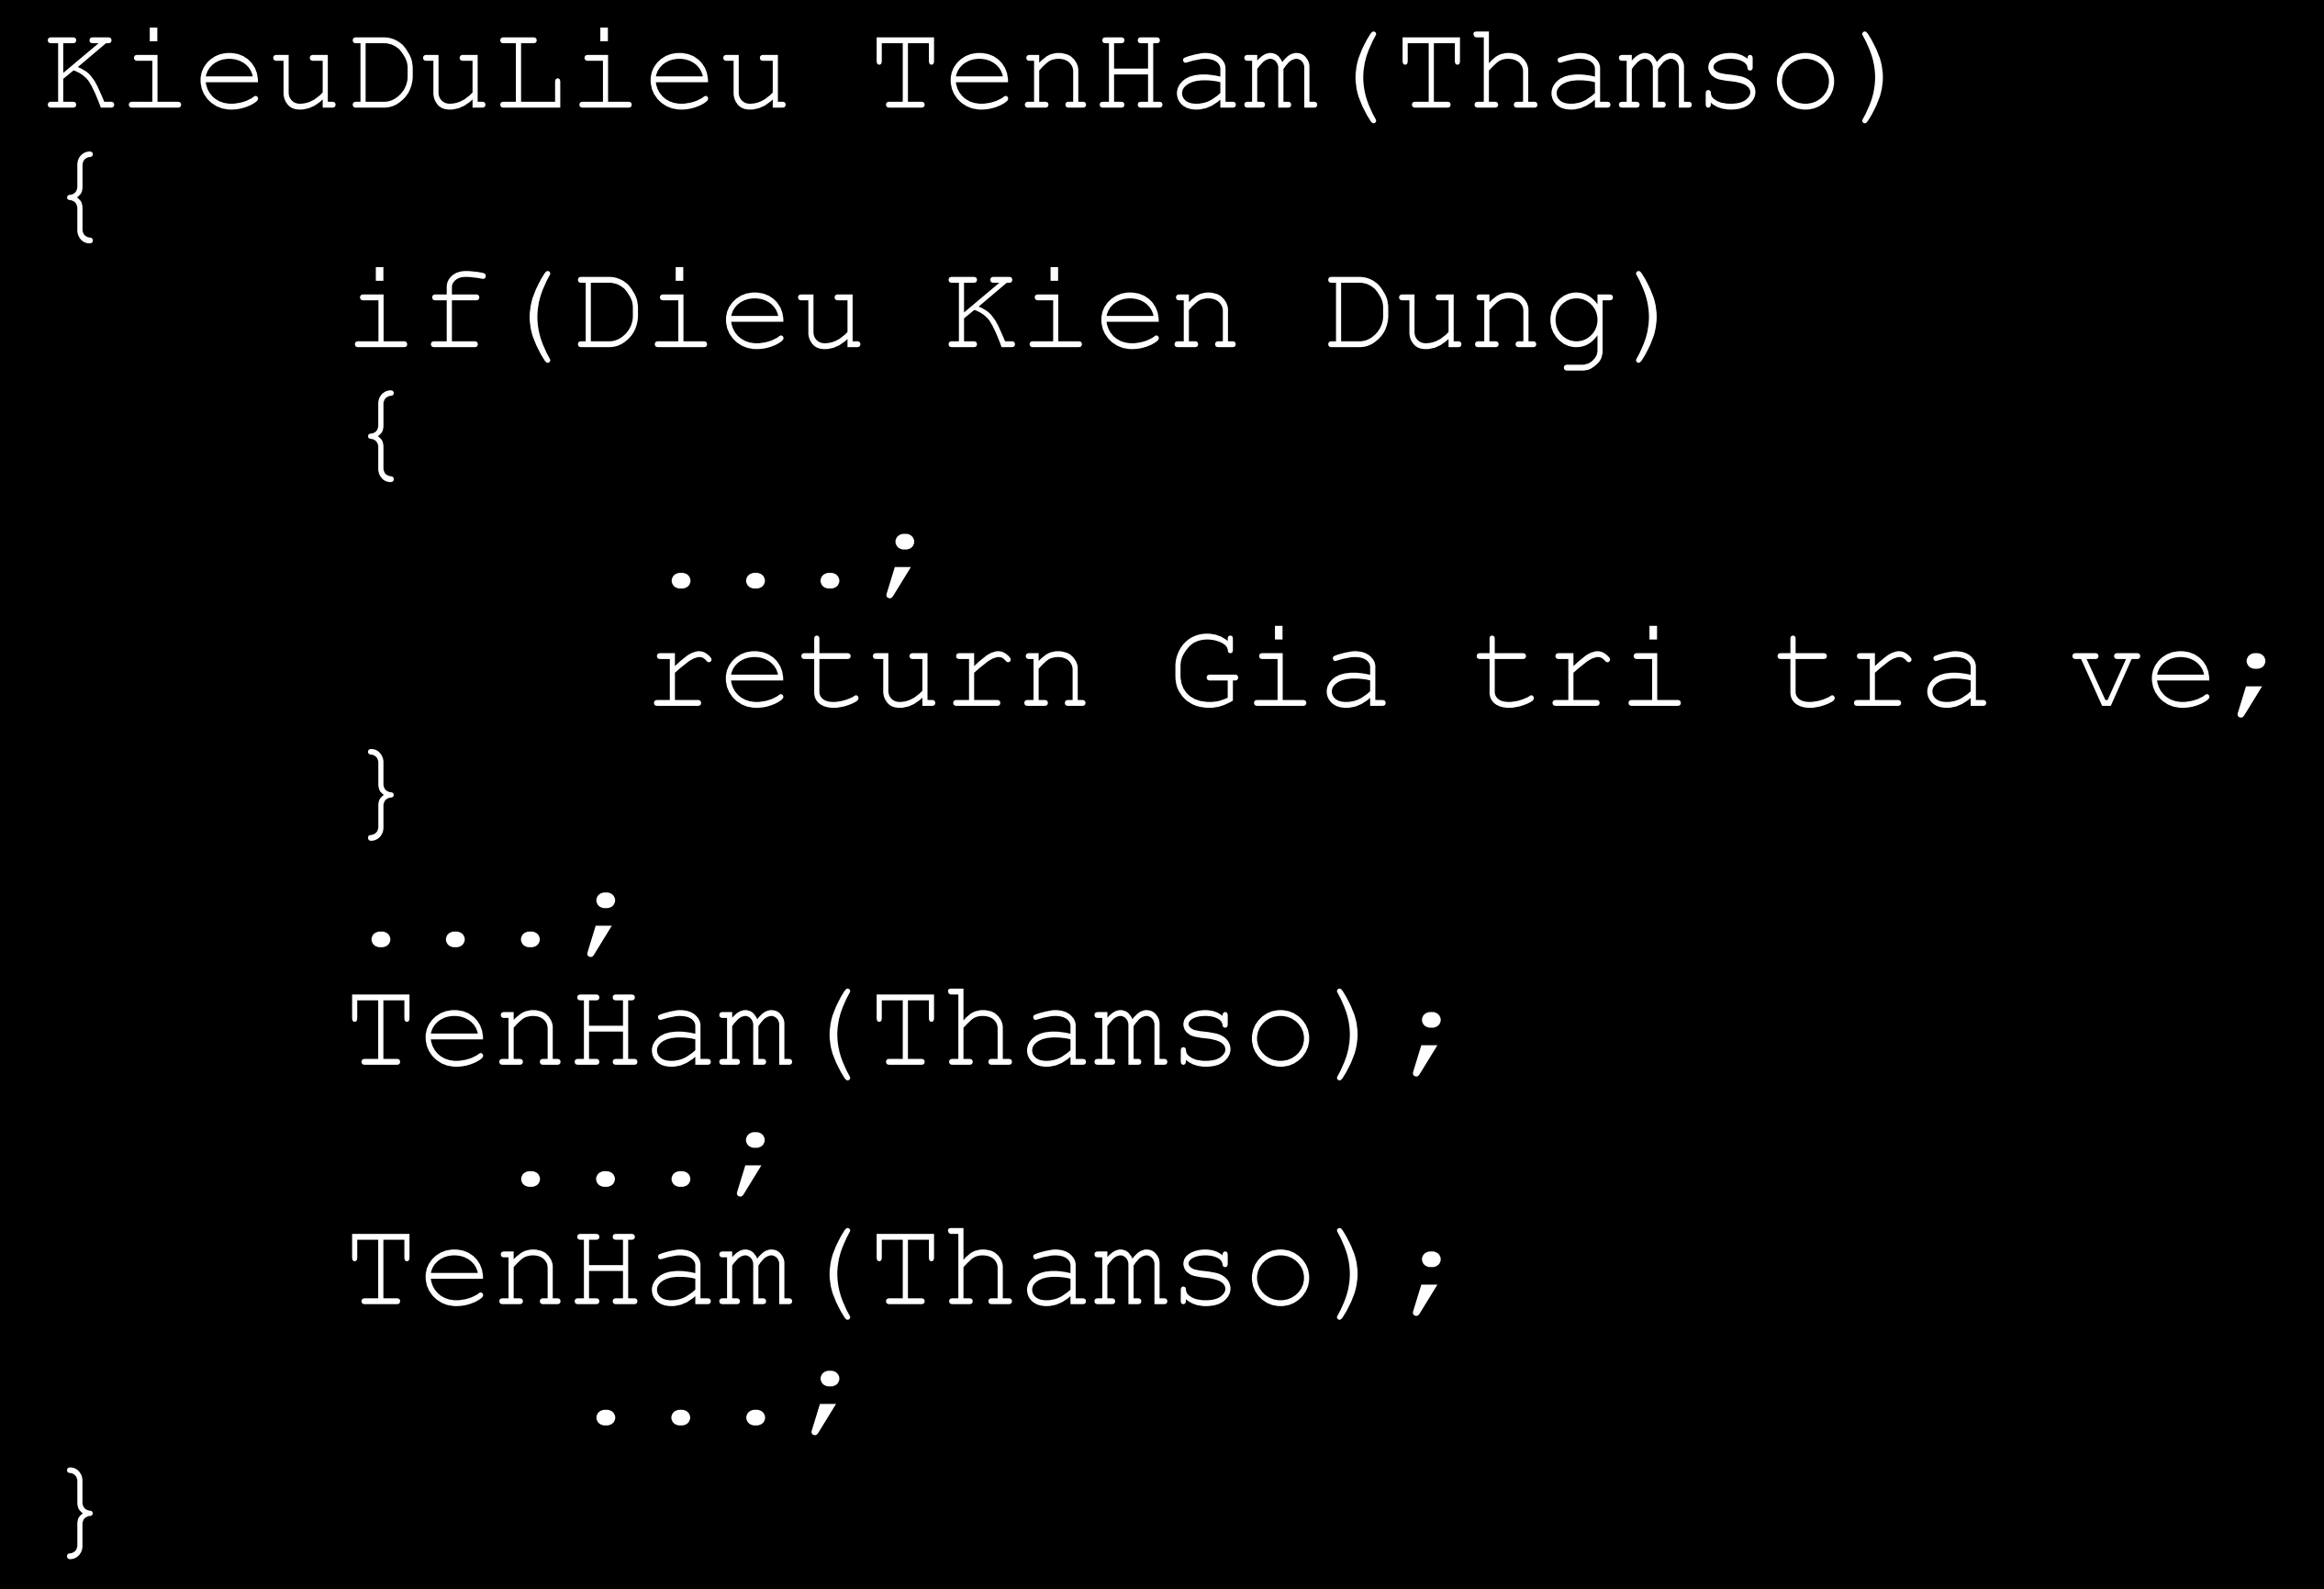 KieuDuLieu TenHam(Thamso)
{
    if(Dieu Kien Dung)
    {
        ...;
        return Gia tri tra ve;
    }
    ...;
    TenHam(Thamso);
      ...;
    TenHam(Thamso);
       ...;
}